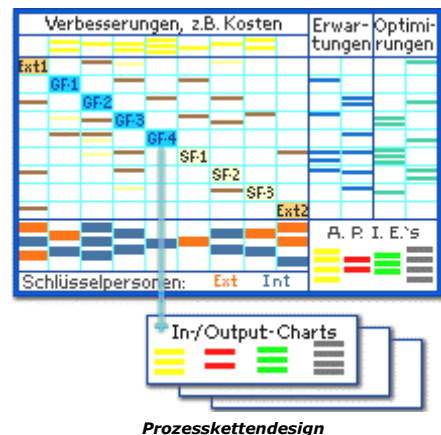 Verbesserungen, z.B. Kosten
Erwar-
tungen
Optimi-
rungen
Ext1
GF-1
GF-2
GF-3
GF-4
SF-1
SF-2
SF-3
Ext2
A. P. I. E.'s
Schlüsselpersonen: Ext Int
In-/Output-Charts
Prozesskettendesign